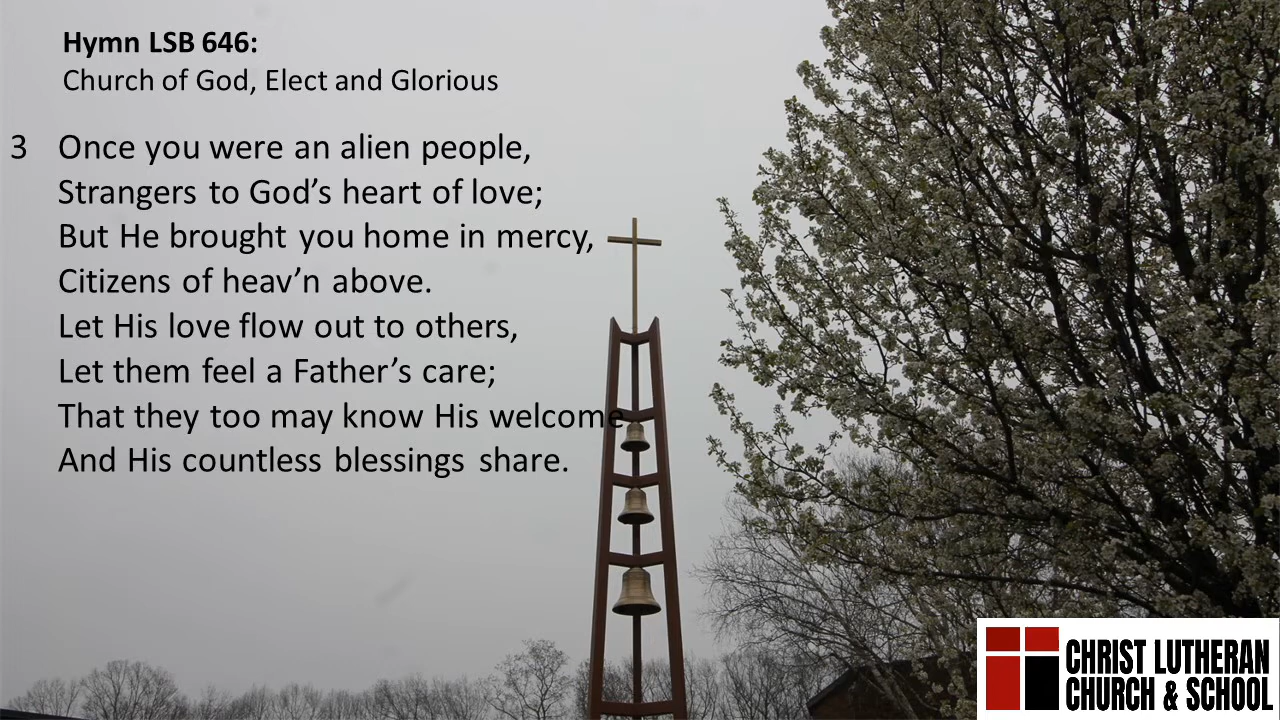 Hymn LSB 646:
Church of God, Elect and Glorious
3 Once you were an alien people,
Strangers to God’s heart of love;
But He brought you home in mercy,
Citizens of heav’n above.
Let His love flow out to others,
Let them feel a Father’s care;
That they too may know His welcome
And His countless blessings share.
CHRIST LUTHERAN
CHURCH & SCHOOL